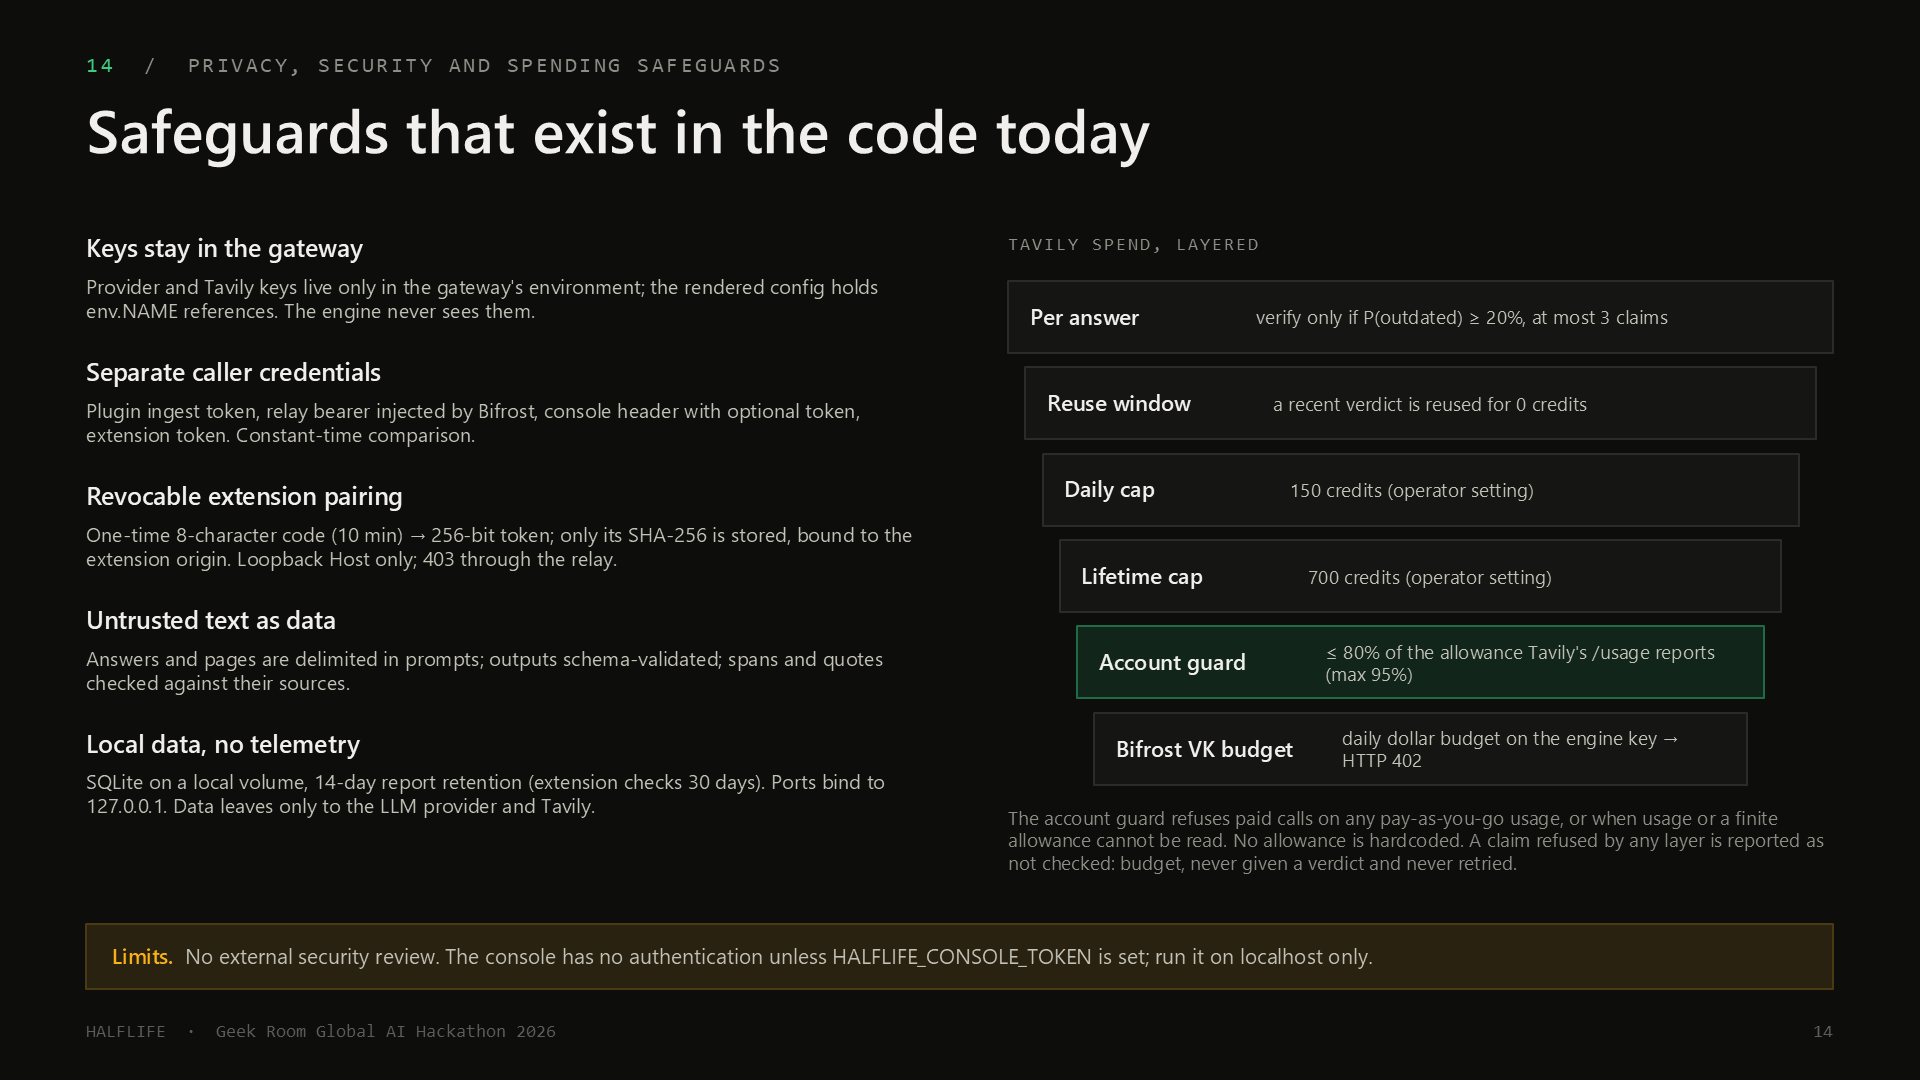 14 / PRIVACY, SECURITY AND SPENDING SAFEGUARDS
Safeguards that exist in the code today
Keys stay in the gateway
Provider and Tavily keys live only in the gateway's environment; the rendered config holds
env.NAME references. The engine never sees them.
Separate caller credentials
Plugin ingest token, relay bearer injected by Bifrost, console header with optional token,
extension token. Constant-time comparison.
Revocable extension pairing
One-time 8-character code (10 min) → 256-bit token; only its SHA-256 is stored, bound to the
extension origin. Loopback Host only; 403 through the relay.
Untrusted text as data
Answers and pages are delimited in prompts; outputs schema-validated; spans and quotes
checked against their sources.
Local data, no telemetry
SQLite on a local volume, 14-day report retention (extension checks 30 days). Ports bind to
127.0.0.1. Data leaves only to the LLM provider and Tavily.
TAVILY SPEND, LAYERED
Per answer verify only if P(outdated) ≥ 20%, at most 3 claims
Reuse window a recent verdict is reused for 0 credits
Daily cap 150 credits (operator setting)
Lifetime cap 700 credits (operator setting)
Account guard ≤ 80% of the allowance Tavily's /usage reports
(max 95%)
Bifrost VK budget daily dollar budget on the engine key →
HTTP 402
The account guard refuses paid calls on any pay-as-you-go usage, or when usage or a finite
allowance cannot be read. No allowance is hardcoded. A claim refused by any layer is reported as
not checked: budget, never given a verdict and never retried.
Limits. No external security review. The console has no authentication unless HALFLIFE_CONSOLE_TOKEN is set; run it on localhost only.
HALFLIFE · Geek Room Global AI Hackathon 2026
14